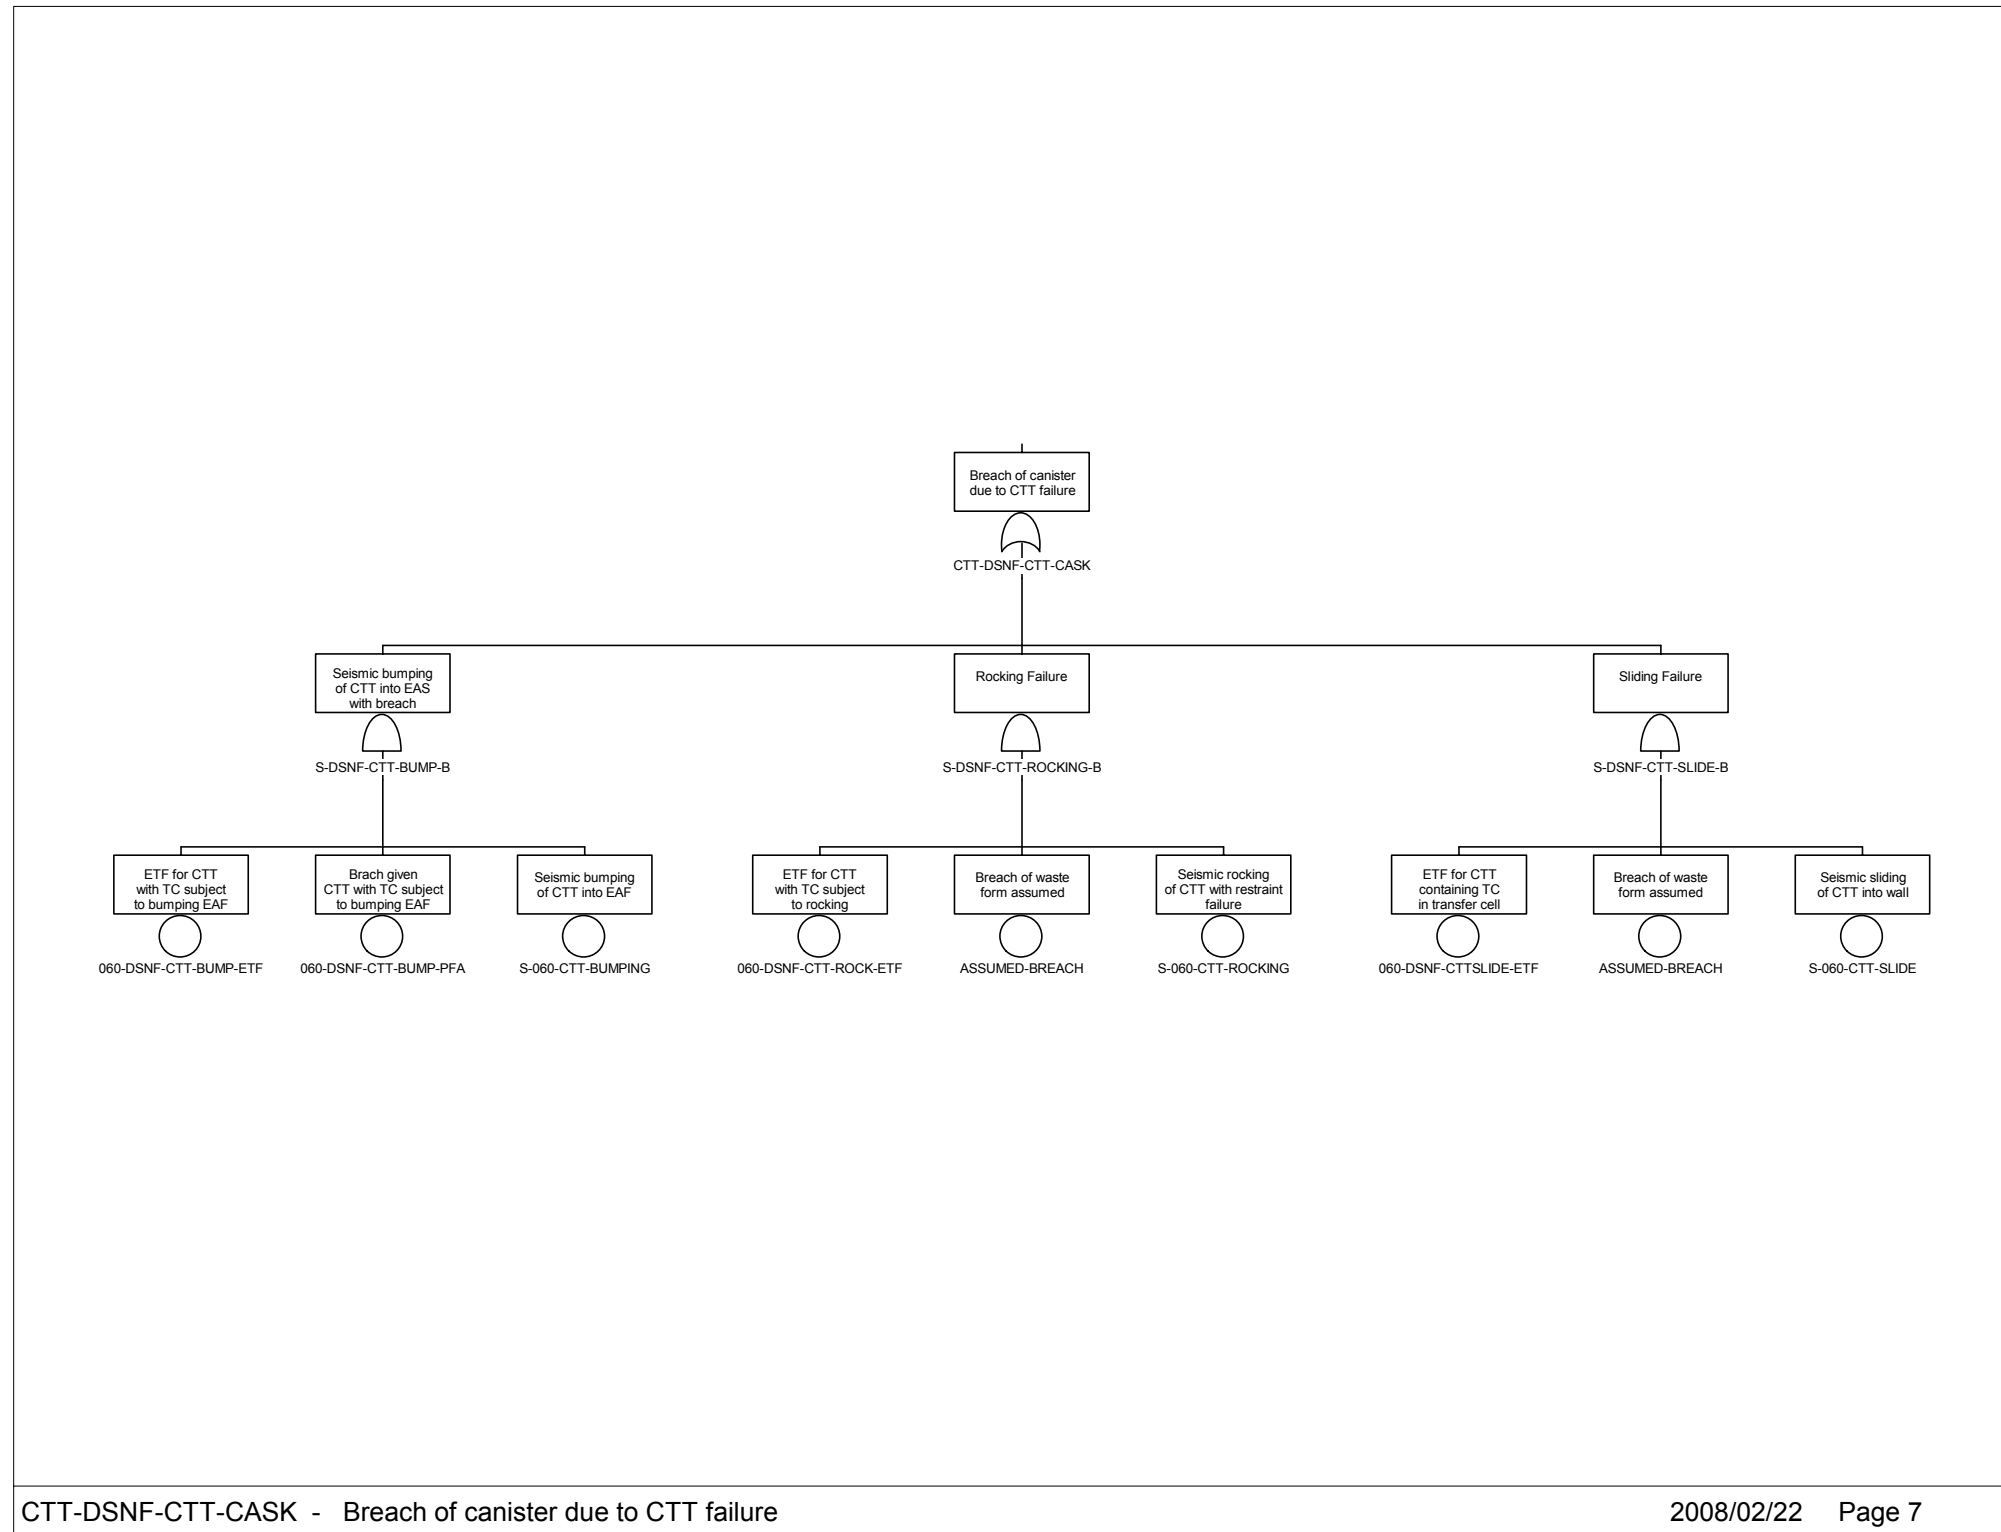 Breach of canister
due to CTT failure
CTT-DSNF-CTT-CASK
Seismic bumping
of CTT into EAS
with breach
S-DSNF-CTT-BUMP-B
Rocking Failure
S-DSNF-CTT-ROCKING-B
Sliding Failure
S-DSNF-CTT-SLIDE-B
ETF for CTT
with TC subject
to bumping EAF
060-DSNF-CTT-BUMP-ETF
Brach given
CTT with TC subject
to bumping EAF
060-DSNF-CTT-BUMP-PFA
Seismic bumping
of CTT into EAF
S-060-CTT-BUMPING
ETF for CTT
with TC subject
to rocking
060-DSNF-CTT-ROCK-ETF
Breach of waste
form assumed
ASSUMED-BREACH
Seismic rocking
of CTT with restraint
failure
S-060-CTT-ROCKING
ETF for CTT
containing TC
in transfer cell
060-DSNF-CTTSLIDE-ETF
Breach of waste
form assumed
ASSUMED-BREACH
Seismic sliding
of CTT into wall
S-060-CTT-SLIDE
CTT-DSNF-CTT-CASK - Breach of canister due to CTT failure 2008/02/22 Page 7